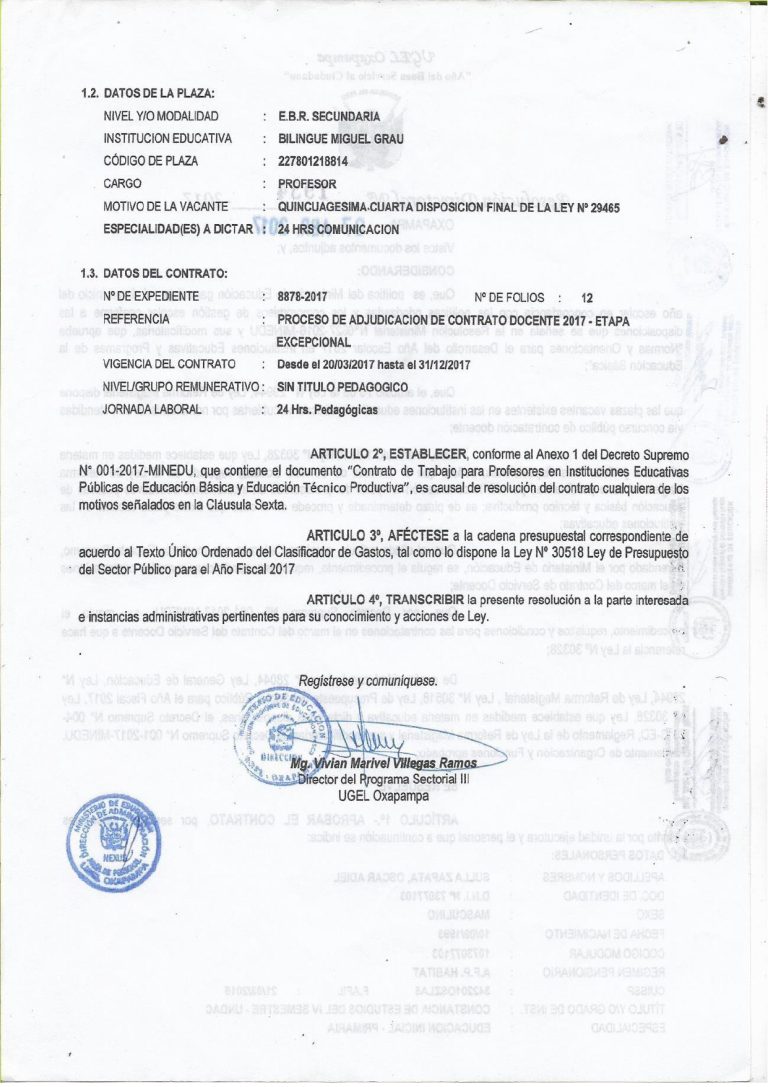 1.2. DATOS DE LA PLAZA:
NIVEL Y/O MODALIDAD : E.B.R. SECUNDARIA
INSTITUCION EDUCATIVA : BILINGUE MIGUEL GRAU
CÓDIGO DE PLAZA : 227801218814
CARGO : PROFESOR
MOTIVO DE LA VACANTE : QUINCUAGESIMA CUARTA DISPOSICION FINAL DE LA LEY Nº 29465
ESPECIALIDAD(ES) A DICTAR : 24 HRS COMUNICACION
1.3. DATOS DEL CONTRATO:
Nº DE EXPEDIENTE : 8878-2017 Nº DE FOLIOS : 12
REFERENCIA : PROCESO DE ADJUDICACION DE CONTRATO DOCENTE 2017 - ETAPA
EXCEPCIONAL
VIGENCIA DEL CONTRATO : Desde el 20/03/2017 hasta el 31/12/2017
NIVEL/GRUPO REMUNERATIVO : SIN TITULO PEDAGOGICO
JORNADA LABORAL : 24 Hrs. Pedagógicas
ARTICULO 2º, ESTABLECER, conforme al Anexo 1 del Decreto Supremo
N° 001-2017-MINEDU, que contiene el documento "Contrato de Trabajo para Profesores en Instituciones Educativas
Públicas de Educación Básica y Educación Técnico Productiva", es causal de resolución del contrato cualquiera de los
motivos señalados en la Cláusula Sexta.
ARTICULO 3º, AFÉCTESE a la cadena presupuestal correspondiente de
acuerdo al Texto Único Ordenado del Clasificador de Gastos, tal como lo dispone la Ley N° 30518 Ley de Presupuesto
del Sector Público para el Año Fiscal 2017
ARTICULO 4º, TRANSCRIBIR la presente resolución a la parte interesada
e instancias administrativas pertinentes para su conocimiento y acciones de Ley.
Regístrese y comuníquese.
MINISTERIO DE EDUCACION
DIRECCIÓN
Mg. Vivian Marivel Villegas Ramos
Director del Programa Sectorial III
UGEL Oxapampa
MINISTERIO DE EDUCACIÓN
NEXUS
UGEL OXAPAMPA